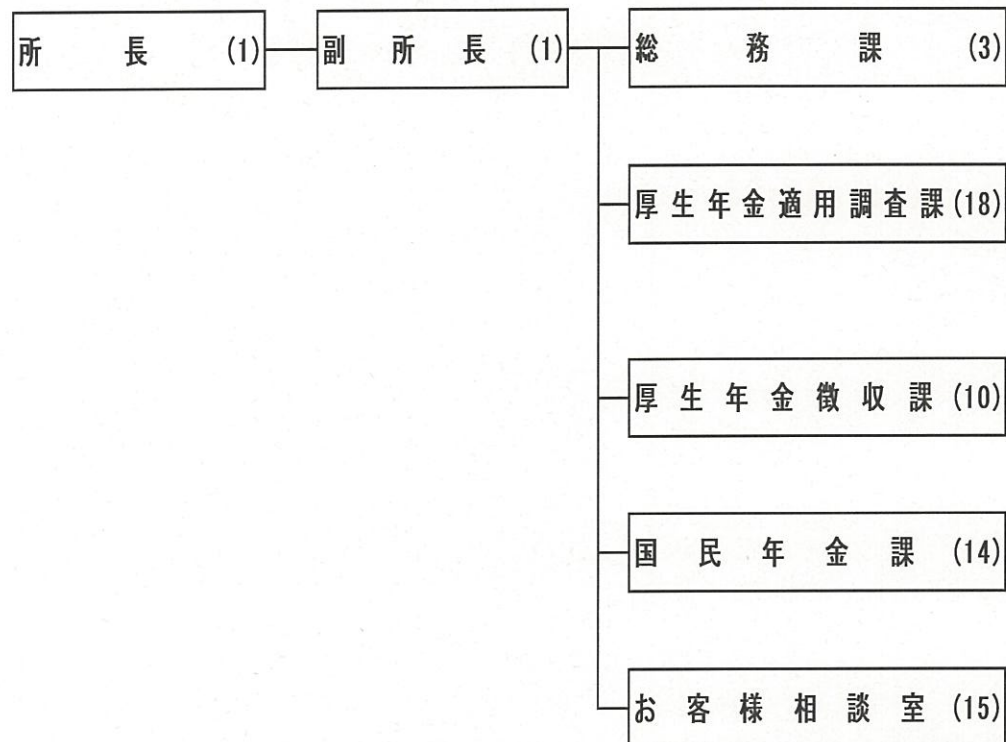 所長(1)
副所長(1)
総務課(3)
厚生年金適用調査課(18)
厚生年金徴収課(10)
国民年金課(14)
お客様相談室(15)